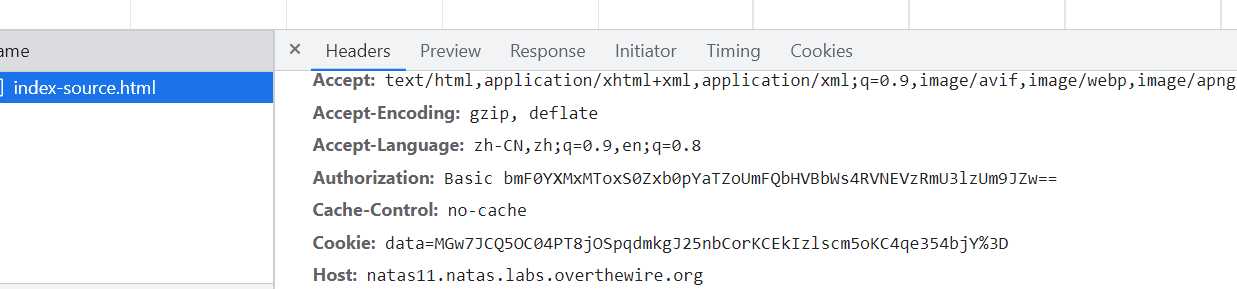 ame
× Headers Preview Response Initiator Timing Cookies
index-source.html
Accept: text/html,application/xhtml+xml,application/xml;q=0.9,image/avif,image/webp,image/apng
Accept-Encoding: gzip, deflate
Accept-Language: zh-CN,zh;q=0.9,en;q=0.8
Authorization: Basic bmF0YXMxMToxS0Zxb0pYaTZoUmFQbHVBbWs4RVNEVzRmU3lzUm9JZw==
Cache-Control: no-cache
Cookie: data=MGw7JCQ5OC04PT8jOSpqdmkgJ25nbCorKCEkIzlscm5oKC4qe354bjY%3D
Host: natas11.natas.labs.overthewire.org